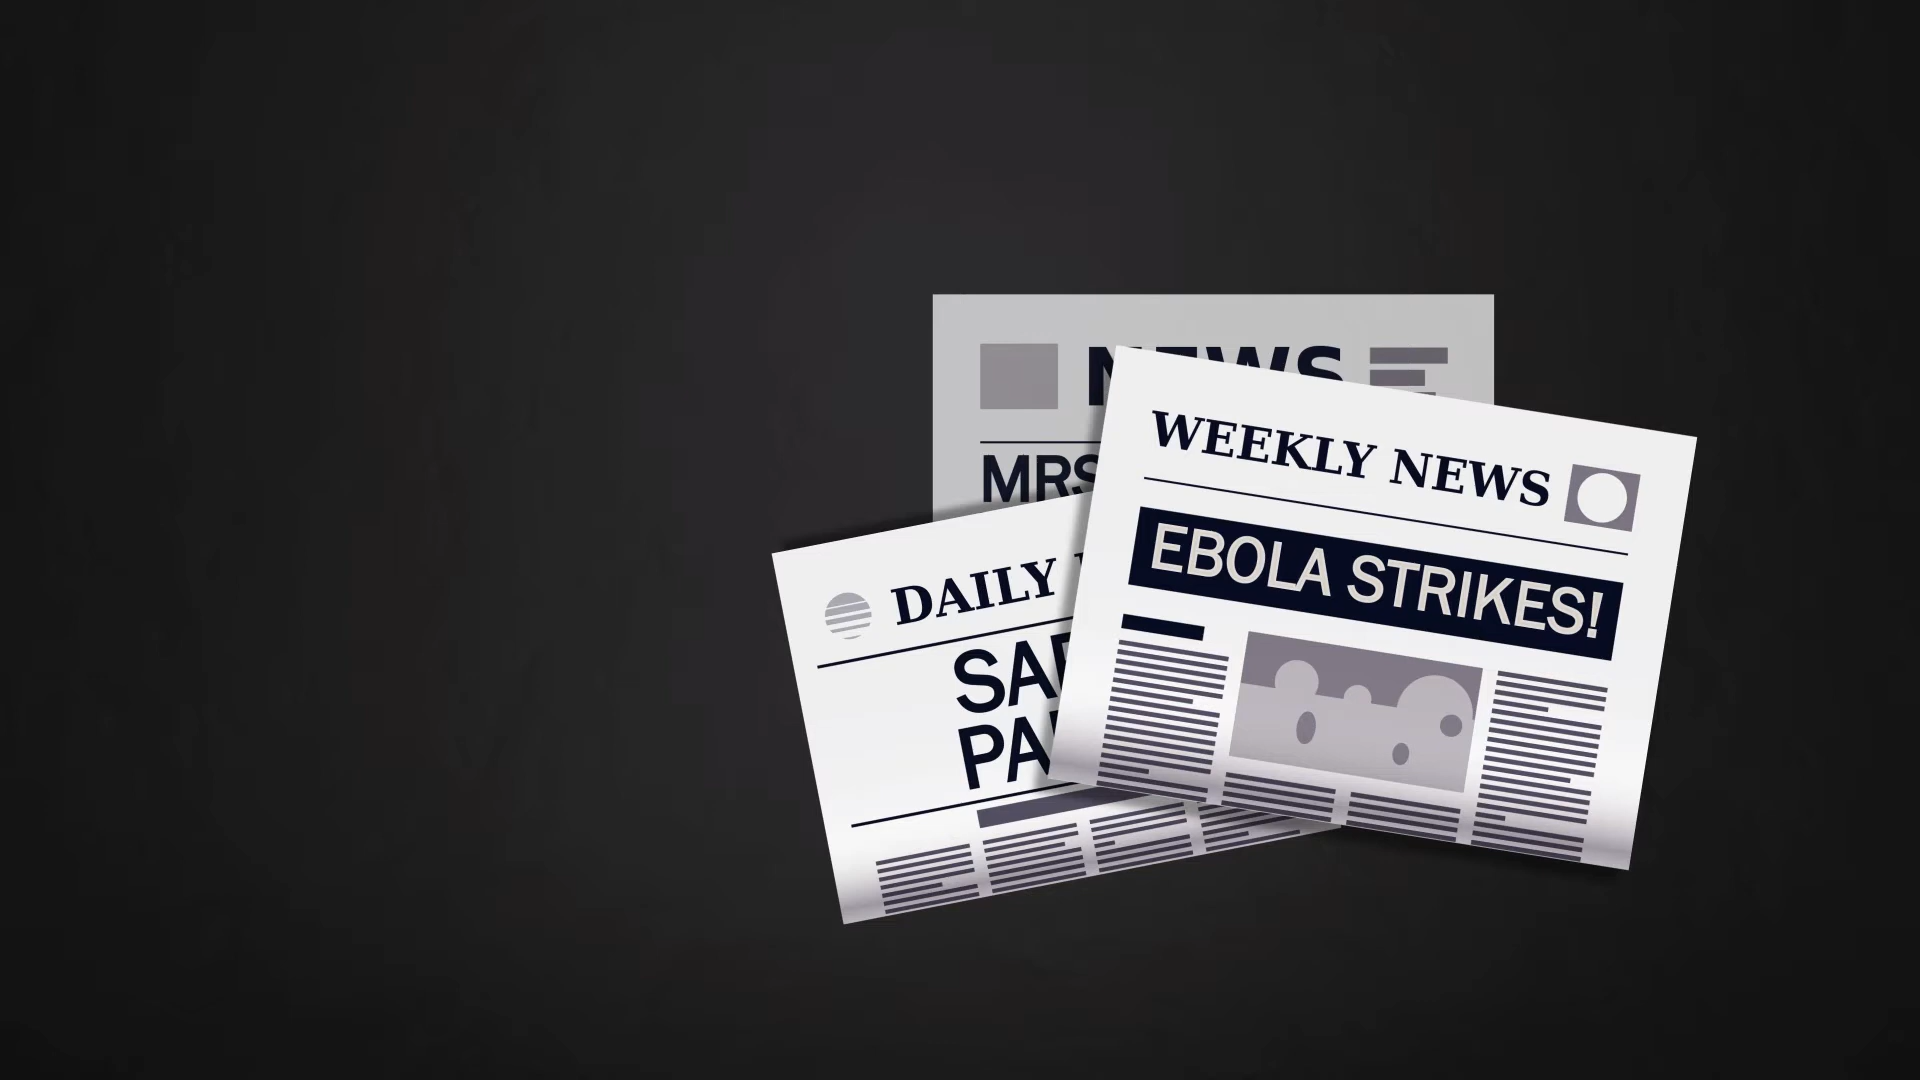 NEWS
MRS
DAILY
SA
PA
WEEKLY NEWS
EBOLA STRIKES!